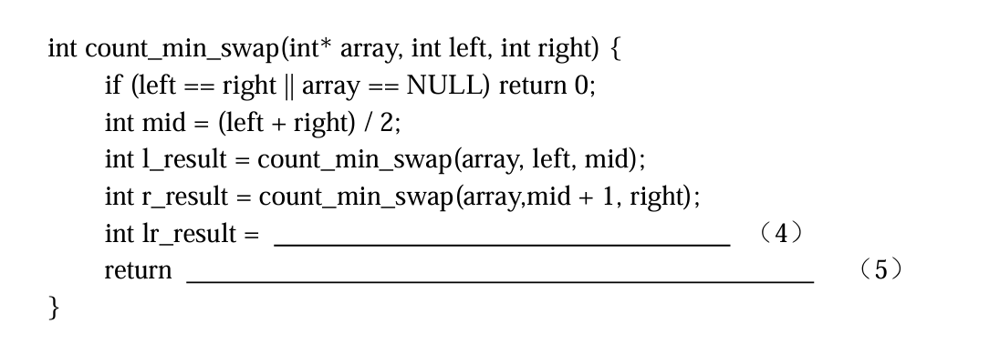 int count_min_swap(int* array, int left, int right) {
if (left == right || array == NULL) return 0;
int mid = (left + right) / 2;
int l_result = count_min_swap(array, left, mid);
int r_result = count_min_swap(array,mid + 1, right);
int lr_result = ______ （4）
return ______ （5）
}